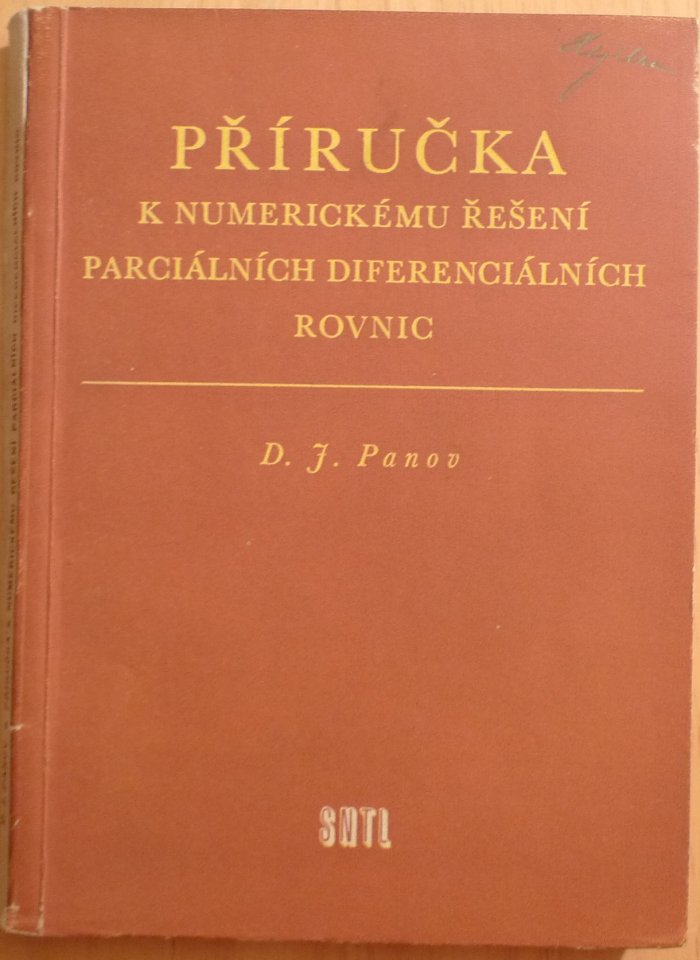 PŘÍRUČKA
K NUMERICKÉMU ŘEŠENÍ
PARCIÁLNÍCH DIFERENCIÁLNÍCH
ROVNIC
D. J. Panov
SNTL